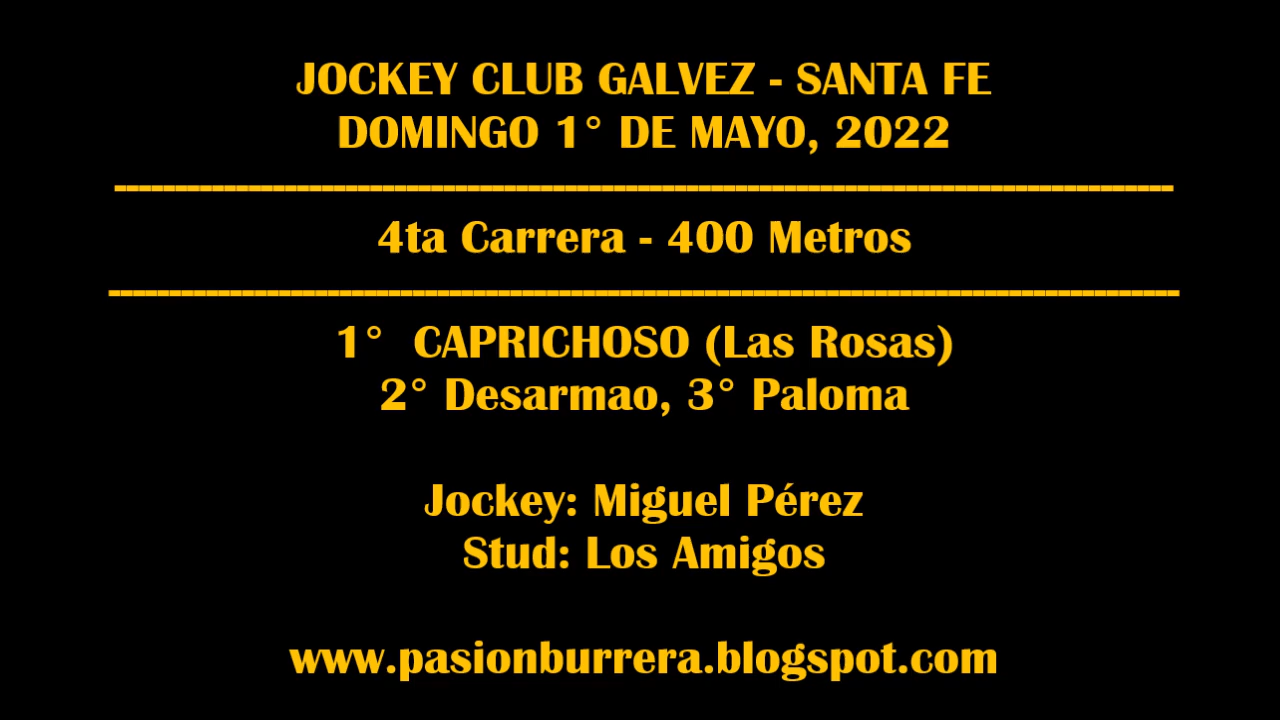 JOCKEY CLUB GALVEZ - SANTA FE
DOMINGO 1° DE MAYO, 2022
4ta Carrera - 400 Metros
1°  CAPRICHOSO (Las Rosas)
2° Desarmao, 3° Paloma
Jockey: Miguel Pérez
Stud: Los Amigos
www.pasionburrera.blogspot.com